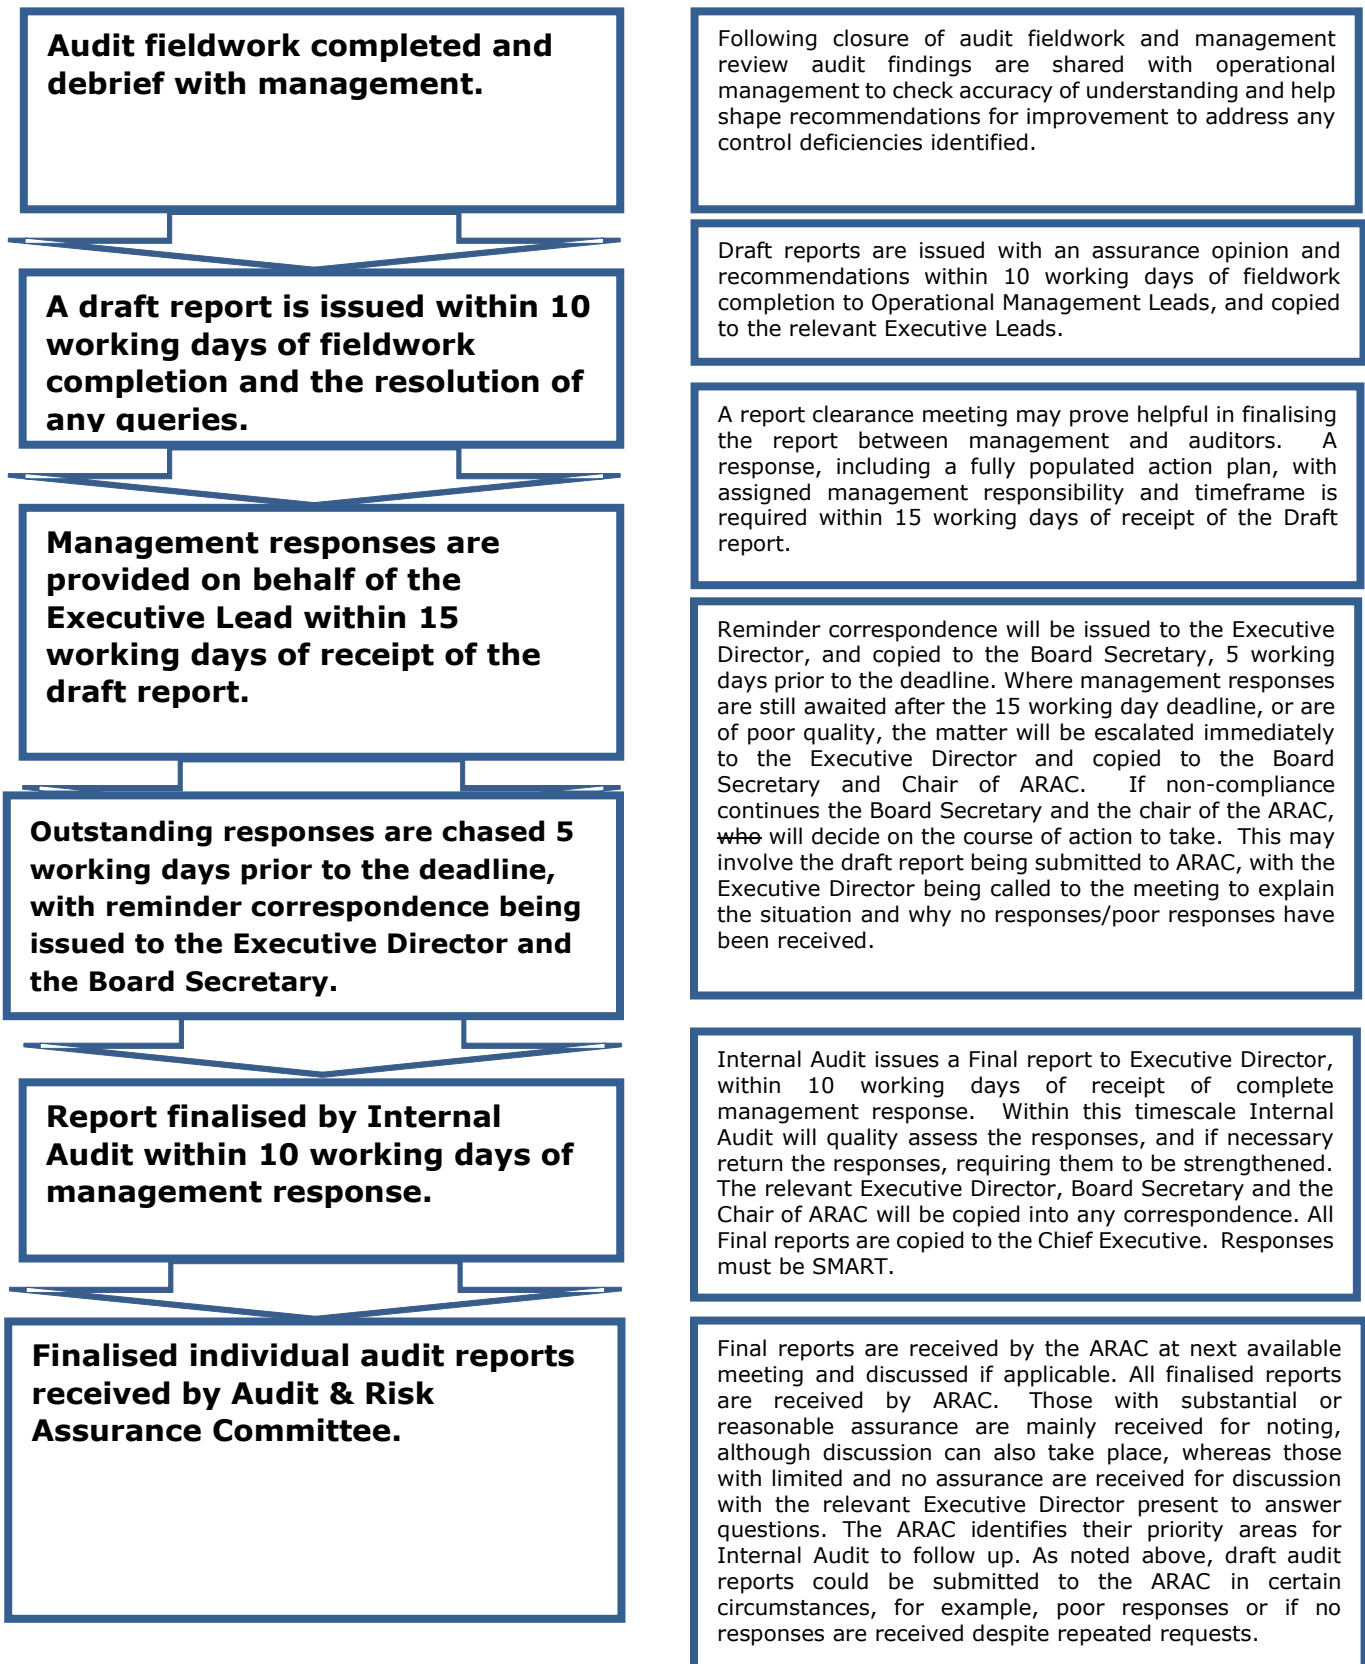 Audit fieldwork completed and
debrief with management.
Following closure of audit fieldwork and management
review audit findings are shared with operational
management to check accuracy of understanding and help
shape recommendations for improvement to address any
control deficiencies identified.
A draft report is issued within 10
working days of fieldwork
completion and the resolution of
any queries.
Draft reports are issued with an assurance opinion and
recommendations within 10 working days of fieldwork
completion to Operational Management Leads, and copied
to the relevant Executive Leads.
Management responses are
provided on behalf of the
Executive Lead within 15
working days of receipt of the
draft report.
A report clearance meeting may prove helpful in finalising
the report between management and auditors. A
response, including a fully populated action plan, with
assigned management responsibility and timeframe is
required within 15 working days of receipt of the Draft
report.
Outstanding responses are chased 5
working days prior to the deadline,
with reminder correspondence being
issued to the Executive Director and
the Board Secretary.
Reminder correspondence will be issued to the Executive
Director, and copied to the Board Secretary, 5 working
days prior to the deadline. Where management responses
are still awaited after the 15 working day deadline, or are
of poor quality, the matter will be escalated immediately
to the Executive Director and copied to the Board
Secretary and Chair of ARAC. If non-compliance
continues the Board Secretary and the chair of the ARAC,
who will decide on the course of action to take. This may
involve the draft report being submitted to ARAC, with the
Executive Director being called to the meeting to explain
the situation and why no responses/poor responses have
been received.
Report finalised by Internal
Audit within 10 working days of
management response.
Internal Audit issues a Final report to Executive Director,
within 10 working days of receipt of complete
management response. Within this timescale Internal
Audit will quality assess the responses, and if necessary
return the responses, requiring them to be strengthened.
The relevant Executive Director, Board Secretary and the
Chair of ARAC will be copied into any correspondence. All
Final reports are copied to the Chief Executive. Responses
must be SMART.
Finalised individual audit reports
received by Audit & Risk
Assurance Committee.
Final reports are received by the ARAC at next available
meeting and discussed if applicable. All finalised reports
are received by ARAC. Those with substantial or
reasonable assurance are mainly received for noting,
although discussion can also take place, whereas those
with limited and no assurance are received for discussion
with the relevant Executive Director present to answer
questions. The ARAC identifies their priority areas for
Internal Audit to follow up. As noted above, draft audit
reports could be submitted to the ARAC in certain
circumstances, for example, poor responses or if no
responses are received despite repeated requests.